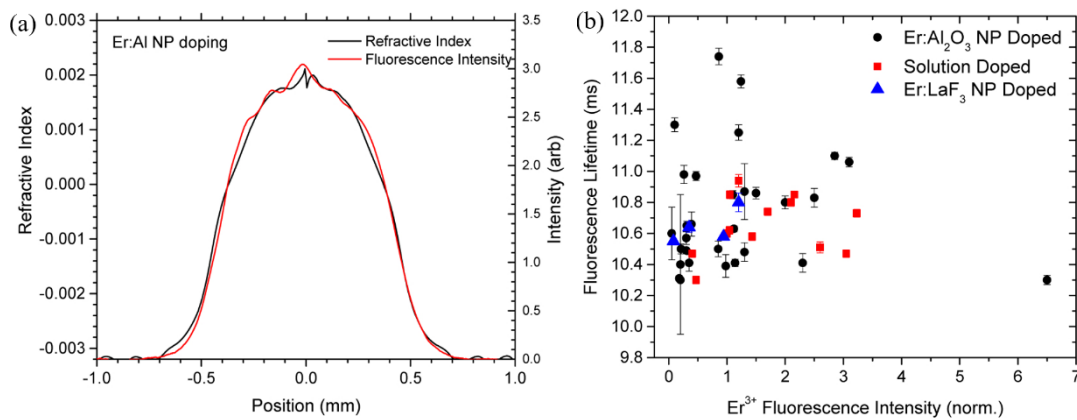 (a)
Er:Al NP doping
Refractive Index
Fluorescence Intensity
0.003
0.002
0.001
0.000
-0.001
-0.002
-0.003
Refractive Index
3.5
3.0
2.5
2.0
1.5
1.0
0.5
0.0
Intensity (arb)
-1.0 -0.5 0.0 0.5 1.0
Position (mm)
(b)
12.0
11.8
11.6
11.4
11.2
11.0
10.8
10.6
10.4
10.2
10.0
9.8
Fluorescence Lifetime (ms)
Er:Al₂O₃ NP Doped
Solution Doped
Er:LaF₃ NP Doped
0 1 2 3 4 5 6 7
Er³⁺ Fluorescence Intensity (norm.)